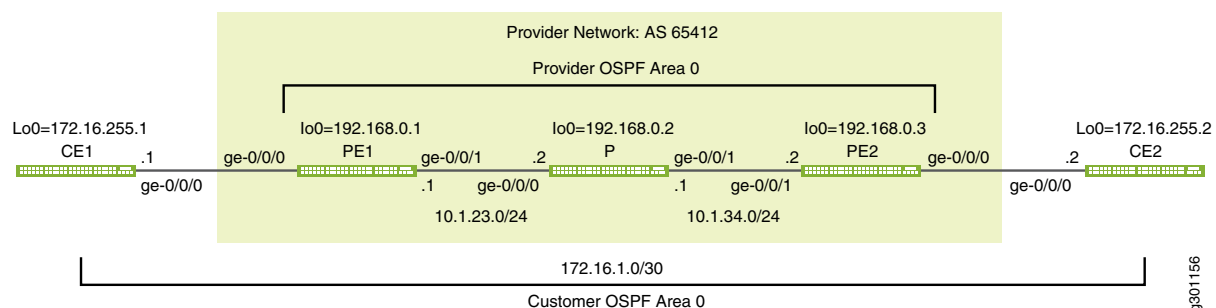 Provider Network: AS 65412
Provider OSPF Area 0
Lo0=172.16.255.1
lo0=192.168.0.1
lo0=192.168.0.2
lo0=192.168.0.3
Lo0=172.16.255.2
CE1
.1
ge-0/0/0
PE1
ge-0/0/1
.2
P
ge-0/0/1
.2
PE2
ge-0/0/0
.2
CE2
ge-0/0/0
.1
ge-0/0/0
.1
ge-0/0/1
ge-0/0/0
10.1.23.0/24
10.1.34.0/24
172.16.1.0/30
Customer OSPF Area 0
g301156